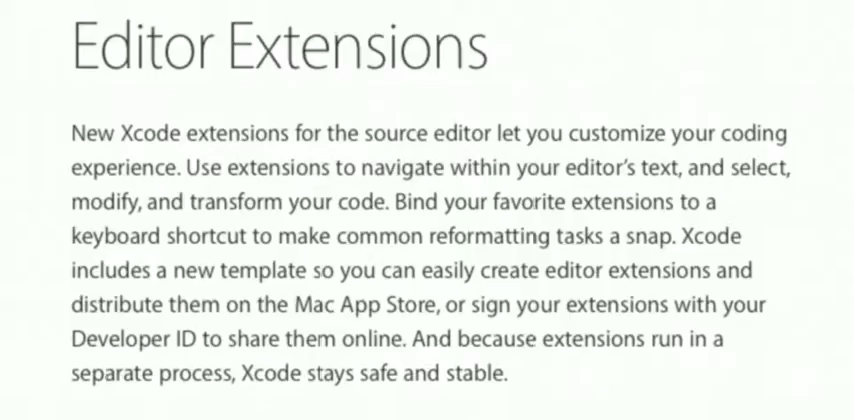 Editor Extensions
New Xcode extensions for the source editor let you customize your coding
experience. Use extensions to navigate within your editor's text, and select,
modify, and transform your code. Bind your favorite extensions to a
keyboard shortcut to make common reformatting tasks a snap. Xcode
includes a new template so you can easily create editor extensions and
distribute them on the Mac App Store, or sign your extensions with your
Developer ID to share them online. And because extensions run in a
separate process, Xcode stays safe and stable.